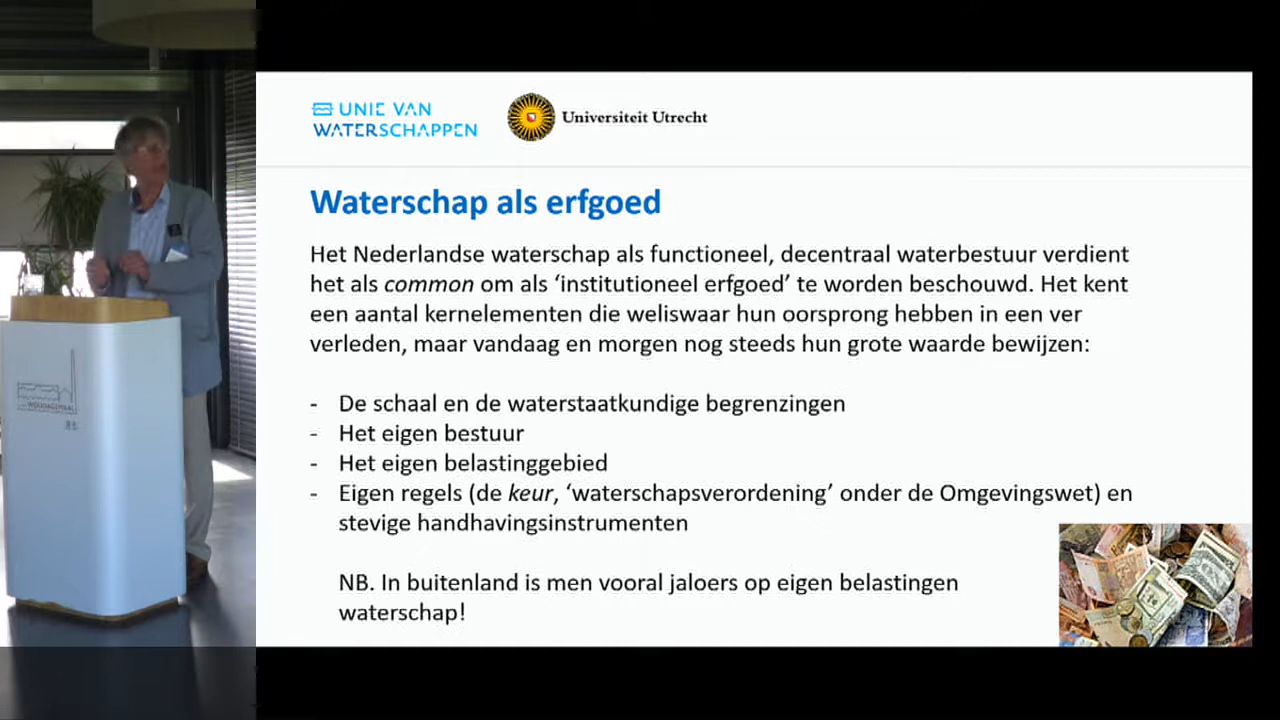 UNIE VAN
WATERSCHAPPEN
Universiteit Utrecht
Waterschap als erfgoed
Het Nederlandse waterschap als functioneel, decentraal waterbestuur verdient
het als common om als ‘institutioneel erfgoed’ te worden beschouwd. Het kent
een aantal kernelementen die weliswaar hun oorsprong hebben in een ver
verleden, maar vandaag en morgen nog steeds hun grote waarde bewijzen:
- De schaal en de waterstaatkundige begrenzingen
- Het eigen bestuur
- Het eigen belastinggebied
- Eigen regels (de keur, ‘waterschapsverordening’ onder de Omgevingswet) en
stevige handhavingsinstrumenten
NB. In buitenland is men vooral jaloers op eigen belastingen
waterschap!
WOUDAGEMAAL